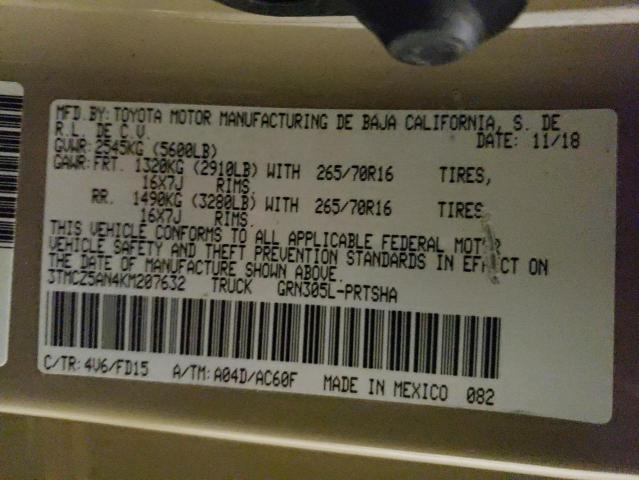 MFD.BY: TOYOTA MOTOR MANUFACTURING DE BAJA CALIFORNIA, S. DE
R.L. DE C.V. DATE: 11/18
GVWR: 2545KG (5600LB)
GAWR: FRT. 1320KG (2910LB) WITH 265/70R16 TIRES,
16X7J RIMS.
RR. 1490KG (3280LB) WITH 265/70R16 TIRES
16X7J RIMS.
THIS VEHICLE CONFORMS TO ALL APPLICABLE FEDERAL MOTOR
VEHICLE SAFETY AND THEFT PREVENTION STANDARDS IN EFFECT ON
THE DATE OF MANUFACTURE SHOWN ABOVE.
3TMCZ5AN4KM207632 TRUCK GRN305L-PRTSHA
C/TR: 4V6/FD15 A/TM: A04D/AC60F MADE IN MEXICO 082